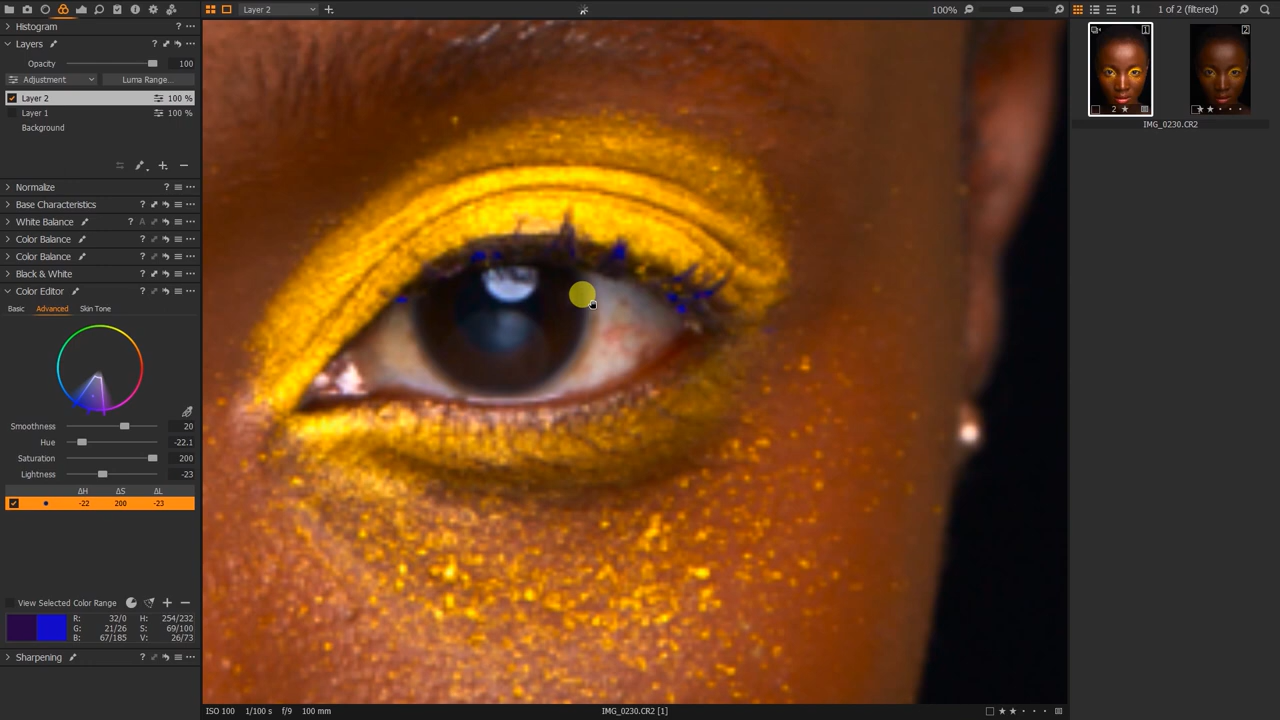 Layer 2
100%
1 of 2 (filtered)
Histogram
Layers
Opacity 100
Adjustment Luma Range...
Layer 2 100 %
Layer 1 100 %
Background
Normalize
Base Characteristics
White Balance A
Color Balance
Color Balance
Black & White
Color Editor
Basic Advanced Skin Tone
Smoothness 20
Hue -22.1
Saturation 200
Lightness -23
ΔH ΔS ΔL
-22 200 -23
View Selected Color Range
R: 32/0 H: 254/232
G: 21/26 S: 69/100
B: 67/185 V: 26/73
Sharpening
1
2
2
IMG_0230.CR2
ISO 100 1/100 s f/9 100 mm
IMG_0230.CR2 [1]